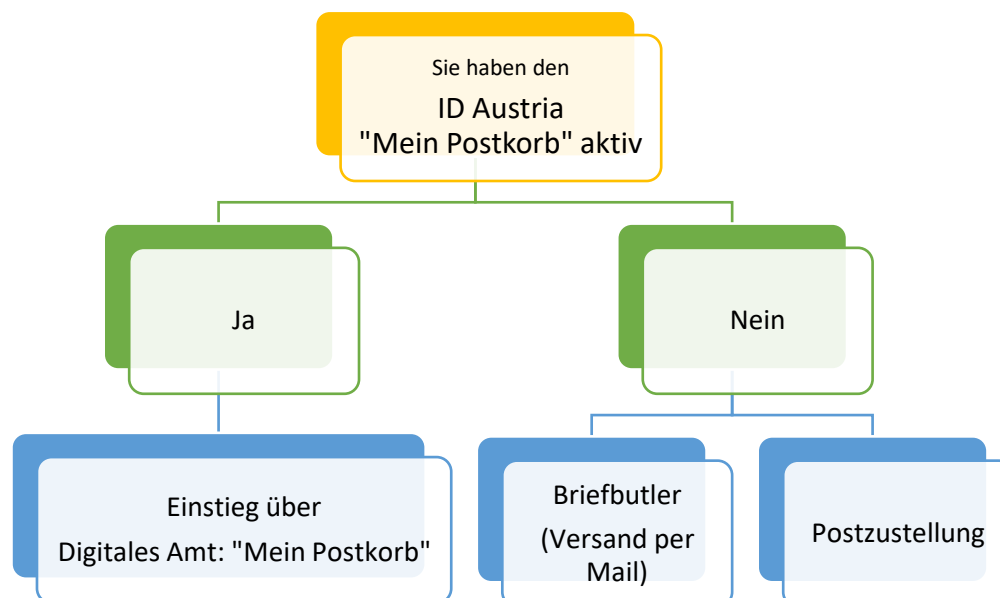 Sie haben den
ID Austria
"Mein Postkorb" aktiv
Ja
Nein
Einstieg über
Digitales Amt: "Mein Postkorb"
Briefbutler
(Versand per
Mail)
Postzustellung